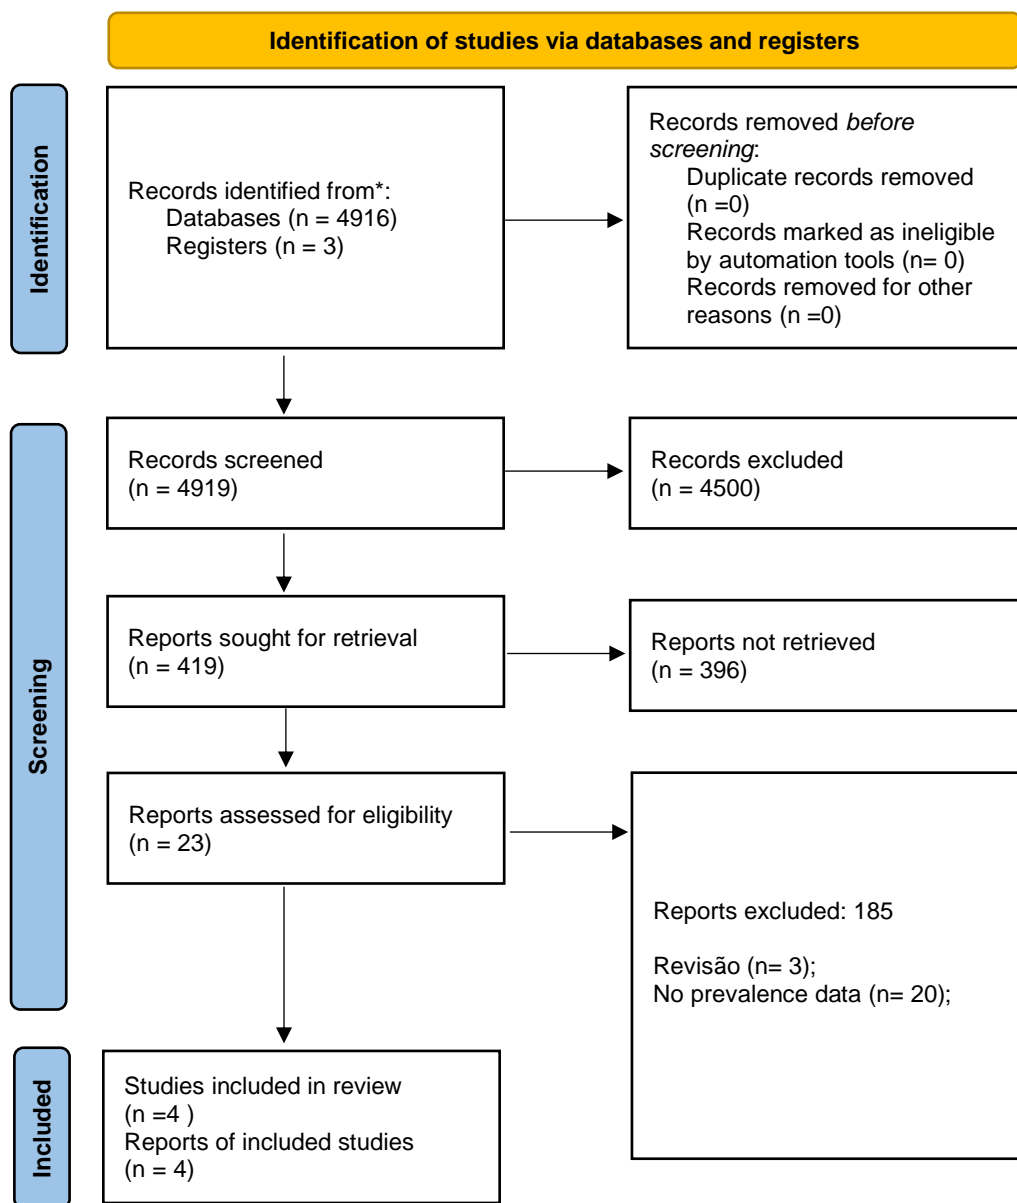 Identification of studies via databases and registers
Identification
Records identified from*:
Databases (n = 4916)
Registers (n = 3)
Records removed before
screening:
Duplicate records removed
(n =0)
Records marked as ineligible
by automation tools (n= 0)
Records removed for other
reasons (n =0)
Screening
Records screened
(n = 4919)
Records excluded
(n = 4500)
Reports sought for retrieval
(n = 419)
Reports not retrieved
(n = 396)
Reports assessed for eligibility
(n = 23)
Reports excluded: 185
Revisão (n= 3);
No prevalence data (n= 20);
Included
Studies included in review
(n =4 )
Reports of included studies
(n = 4)